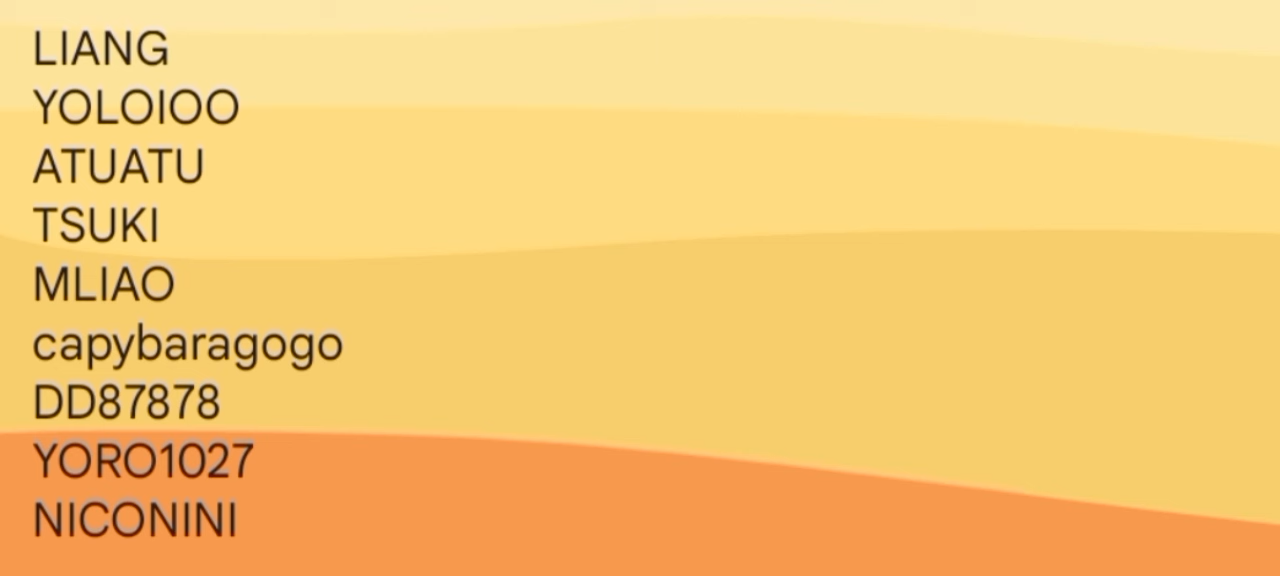 LIANG
YOLOIOO
ATUATU
TSUKI
MLIAO
capybaragogo
DD87878
YORO1027
NICONINI